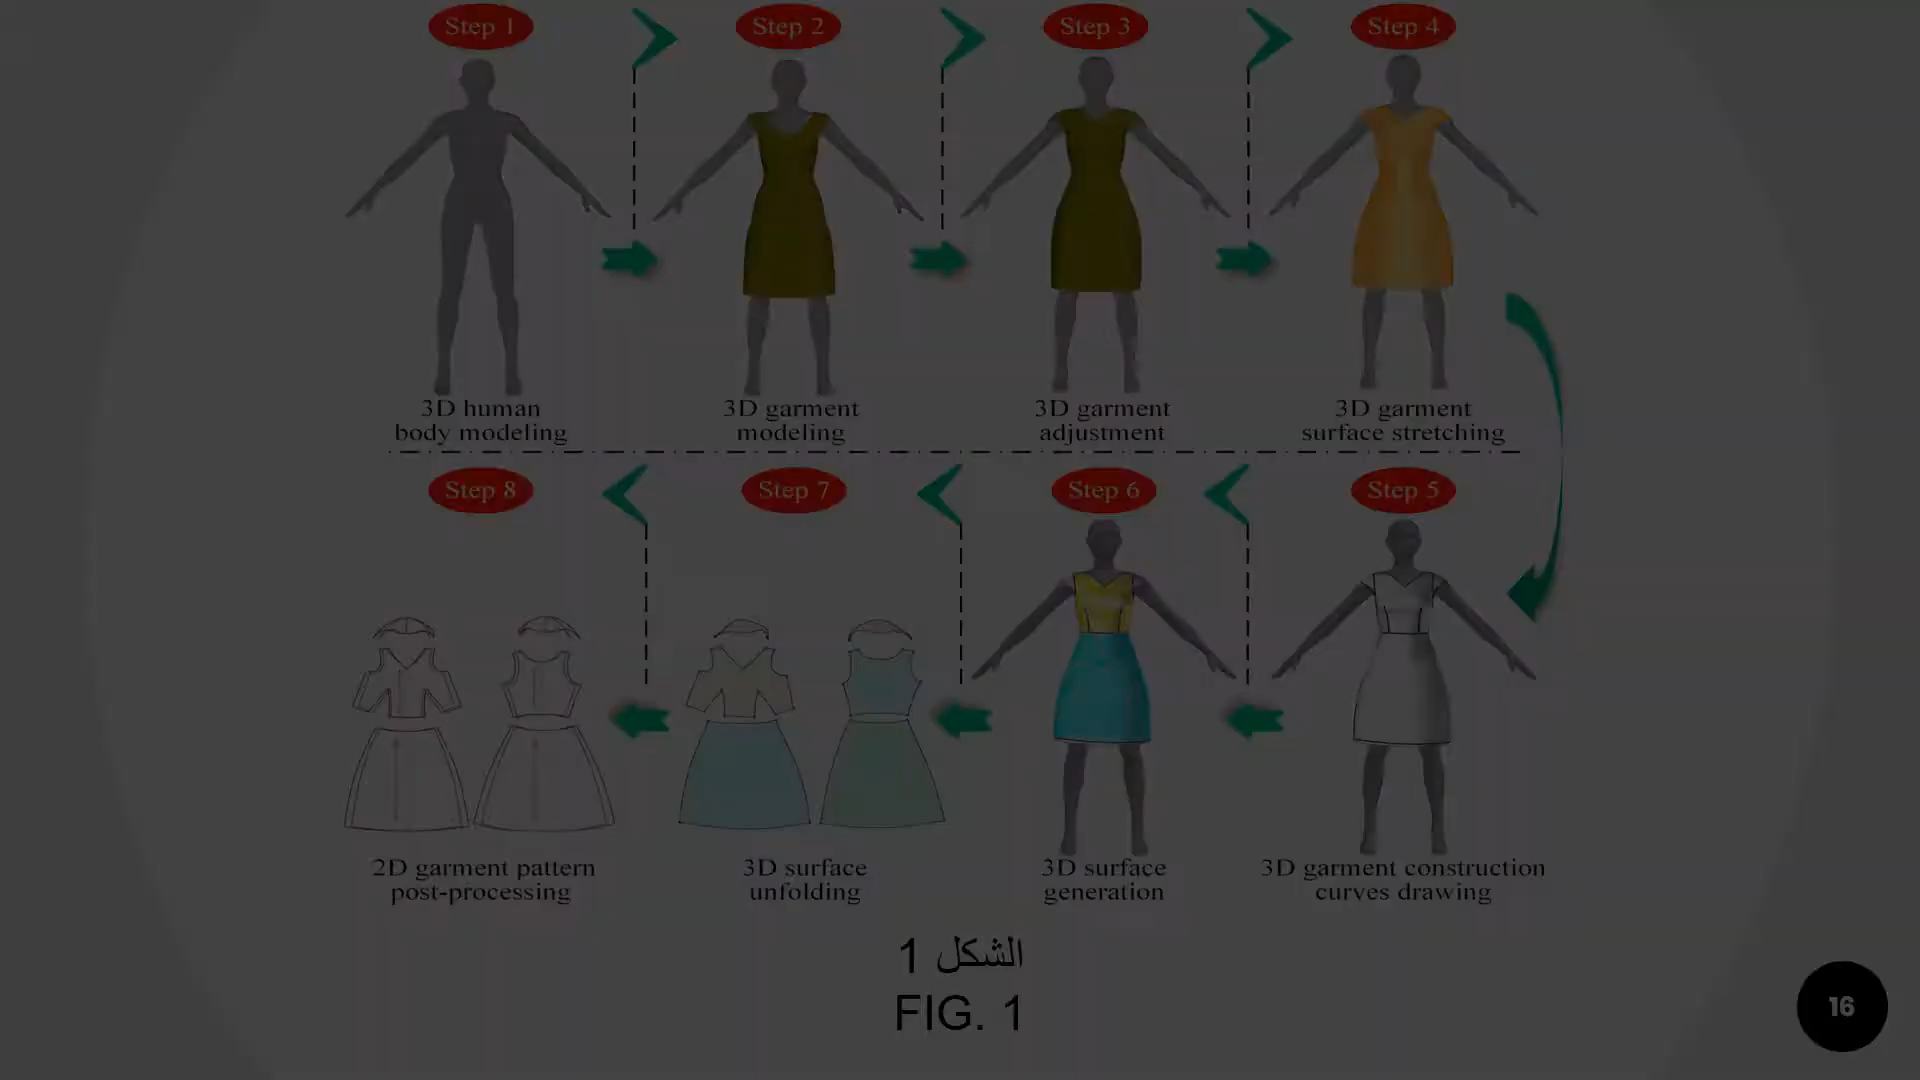 Step 1
Step 2
Step 3
Step 4
3D human
body modeling
3D garment
modeling
3D garment
adjustment
3D garment
surface stretching
Step 8
Step 7
Step 6
Step 5
2D garment pattern
post-processing
3D surface
unfolding
3D surface
generation
3D garment construction
curves drawing
الشكل 1
FIG. 1
16